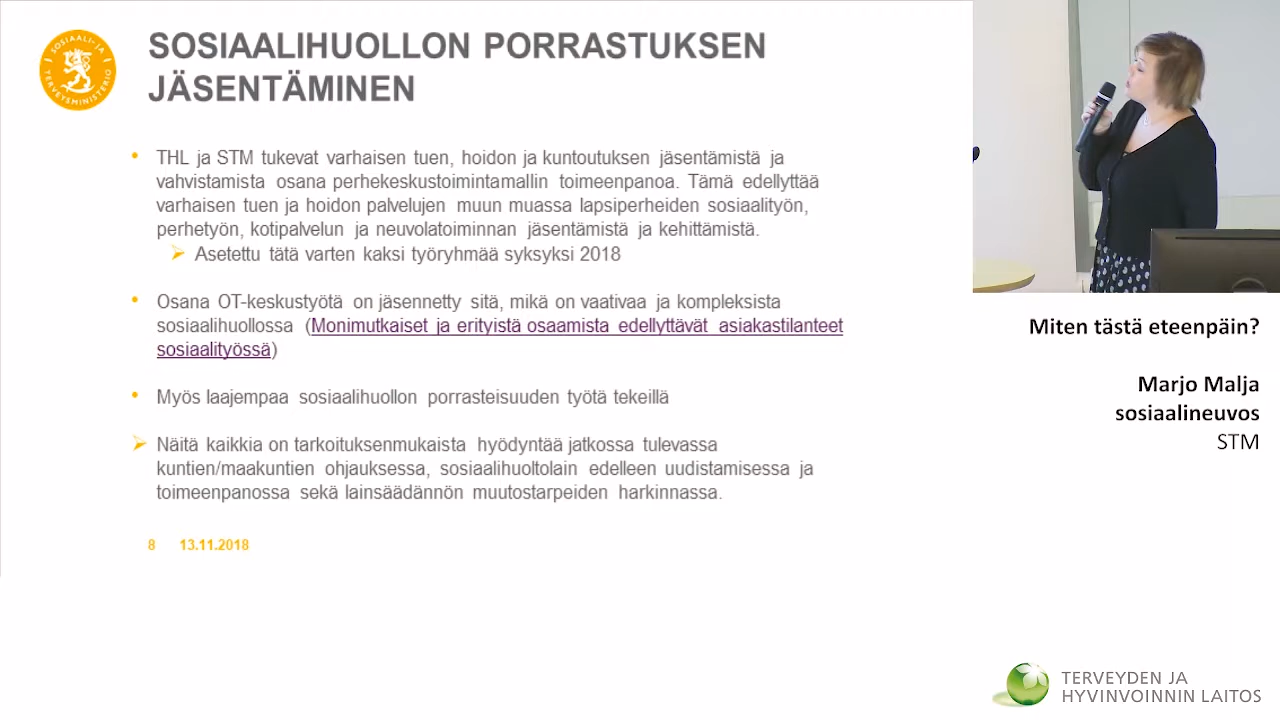 SOSIAALI- JA TERVEYSMINISTERIÖ
SOSIAALIHUOLLON PORRASTUKSEN
JÄSENTÄMINEN
• THL ja STM tukevat varhaisen tuen, hoidon ja kuntoutuksen jäsentämistä ja
vahvistamista osana perhekeskustoimintamallin toimeenpanoa. Tämä edellyttää
varhaisen tuen ja hoidon palvelujen muun muassa lapsiperheiden sosiaalityön,
perhetyön, kotipalvelun ja neuvolatoiminnan jäsentämistä ja kehittämistä.
➢ Asetettu tätä varten kaksi työryhmää syksyksi 2018
• Osana OT-keskustyötä on jäsennetty sitä, mikä on vaativaa ja kompleksista
sosiaalihuollossa (Monimutkaiset ja erityistä osaamista edellyttävät asiakastilanteet
sosiaalityössä)
• Myös laajempaa sosiaalihuollon porrasteisuuden työtä tekeillä
➢ Näitä kaikkia on tarkoituksenmukaista hyödyntää jatkossa tulevassa
kuntien/maakuntien ohjauksessa, sosiaalihuoltolain edelleen uudistamisessa ja
toimeenpanossa sekä lainsäädännön muutostarpeiden harkinnassa.
8 13.11.2018
Miten tästä eteenpäin?
Marjo Malja
sosiaalineuvos
STM
TERVEYDEN JA
HYVINVOINNIN LAITOS